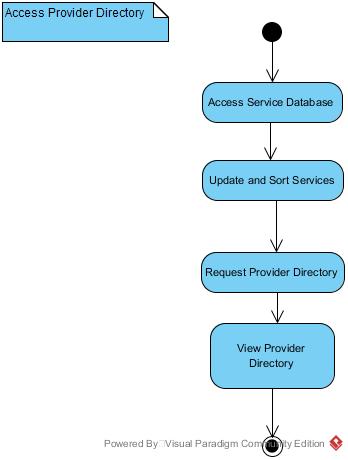 Access Provider Directory
Access Service Database
Update and Sort Services
Request Provider Directory
View Provider
Directory
Powered By Visual Paradigm Community Edition